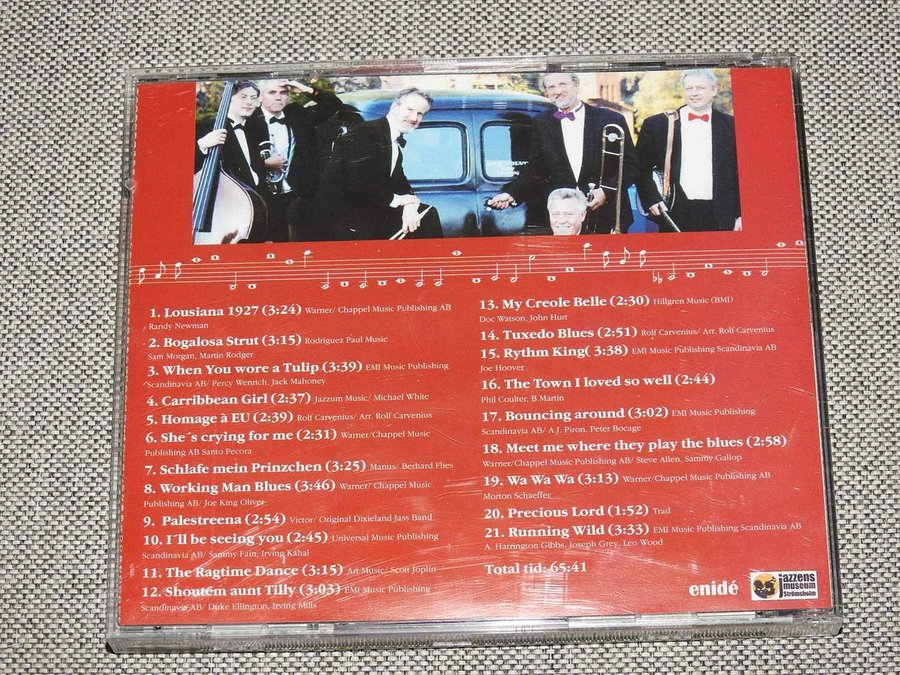 1. Lousiana 1927 (3:24) Warner/ Chappel Music Publishing AB
Randy Newman
2. Bogalosa Strut (3:15) Rodriguez Paul Music
Sam Morgan, Martin Rodger
3. When You wore a Tulip (3:39) EMI Music Publishing
Scandinavia AB/ Percy Wenrich, Jack Mahoney
4. Carribbean Girl (2:37) Jazzum Music/ Michael White
5. Homage à EU (2:39) Rolf Carvenius/ Arr. Rolf Carvenius
6. She´s crying for me (2:31) Warner/Chappel Music
Publishing AB Santo Pecora
7. Schlafe mein Prinzchen (3:25) Manus/ Berhard Flies
8. Working Man Blues (3:46) Warner/ Chappel Music
Publishing AB/ Joe King Oliver
9. Palestreena (2:54) Victor/ Original Dixieland Jass Band
10. I´ll be seeing you (2:45) Universal Music Publishing
Scandinavia AB/ Sammy Fain, Irving Kahal
11. The Ragtime Dance (3:15) Art Music/ Scott Joplin
12. Shoutem aunt Tilly (3:03) EMI Music Publishing
Scandinavia AB/ Duke Ellington, Irving Mills
13. My Creole Belle (2:30) Hillgren Music (BMI)
Doc Watson, John Hurt
14. Tuxedo Blues (2:51) Rolf Carvenius/ Arr. Rolf Carvenius
15. Rythm King( 3:38) EMI Music Publishing Scandinavia AB
Joe Hoover
16. The Town I loved so well (2:44)
Phil Coulter, B.Martin
17. Bouncing around (3:02) EMI Music Publishing
Scandinavia AB/ A.J. Piron, Peter Bocage
18. Meet me where they play the blues (2:58)
Warner/Chappel Music Publishing AB/ Steve Allen, Sammy Gallop
19. Wa Wa Wa (3:13) Warner/Chappel Music Publishing AB
Morton Schaeffer
20. Precious Lord (1:52) Trad
21. Running Wild (3:33) EMI Music Publishing Scandinavia AB
A. Harrington Gibbs, Joseph Grey, Leo Wood
Total tid: 65:41
enidé
jazzens
museum
Strömsholm